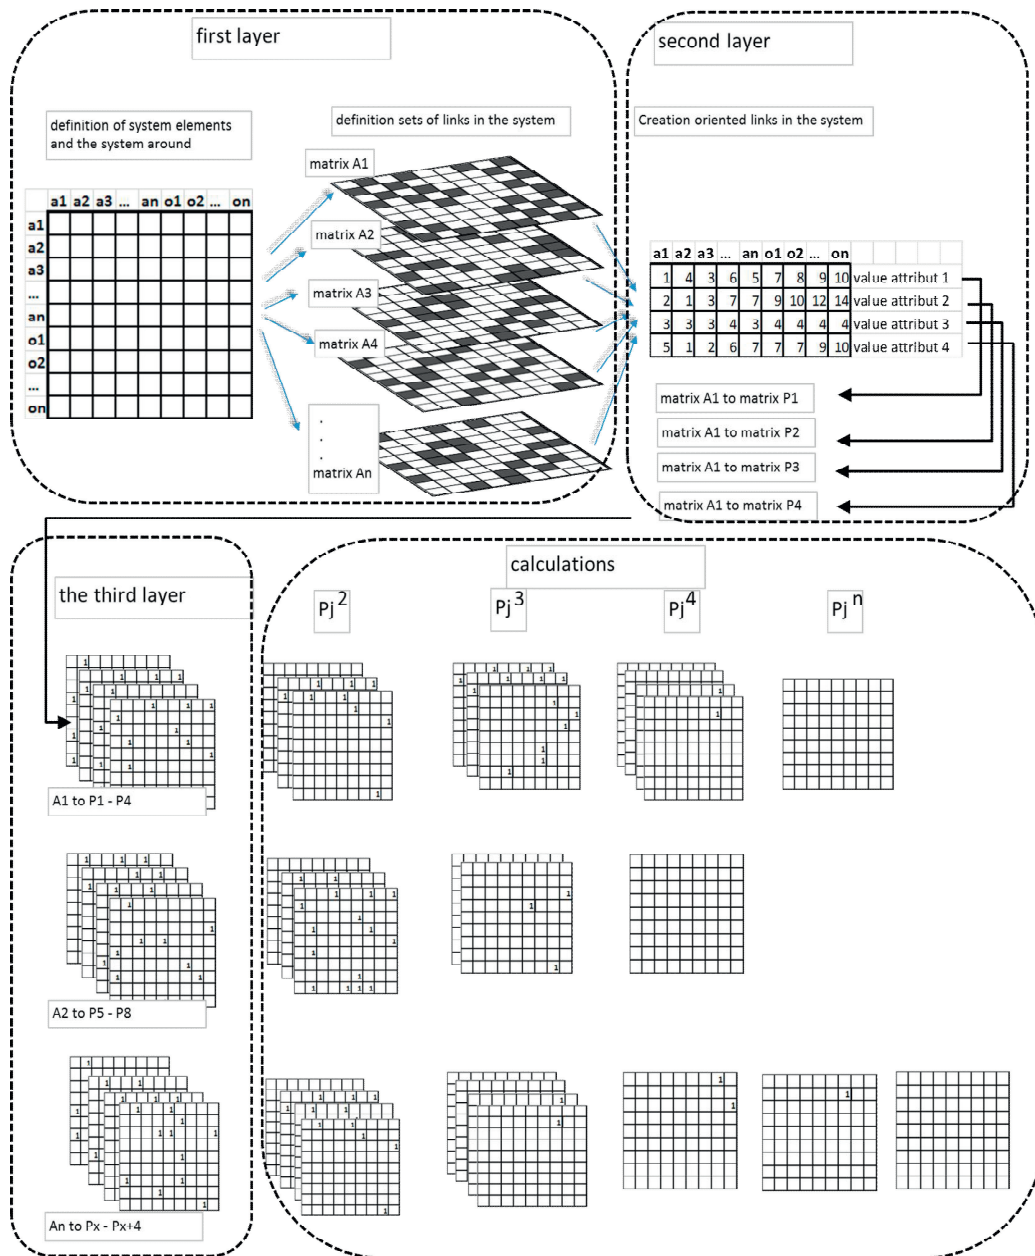 first layer
definition of system elements
and the system around
definition sets of links in the system
a1 a2 a3 ... an o1 o2 ... on
a1
a2
a3
...
an
o1
o2
...
on
matrix A1
matrix A2
matrix A3
matrix A4
.
.
.
matrix An
second layer
Creation oriented links in the system
a1 a2 a3 ... an o1 o2 ... on
1 4 3 6 5 7 8 9 10 value attribut 1
2 1 3 7 7 9 10 12 14 value attribut 2
3 3 3 4 3 4 4 4 4 value attribut 3
5 1 2 6 7 7 7 9 10 value attribut 4
matrix A1 to matrix P1
matrix A1 to matrix P2
matrix A1 to matrix P3
matrix A1 to matrix P4
the third layer
A1 to P1 - P4
A2 to P5 - P8
An to Px - Px+4
calculations
Pj2
Pj3
Pj4
Pjn